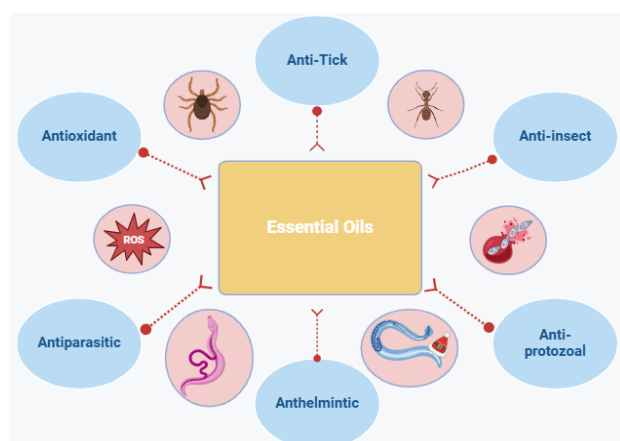 Anti-Tick
Antioxidant
Anti-insect
Essential Oils
ROS
Antiparasitic
Anti-
protozoal
Anthelmintic